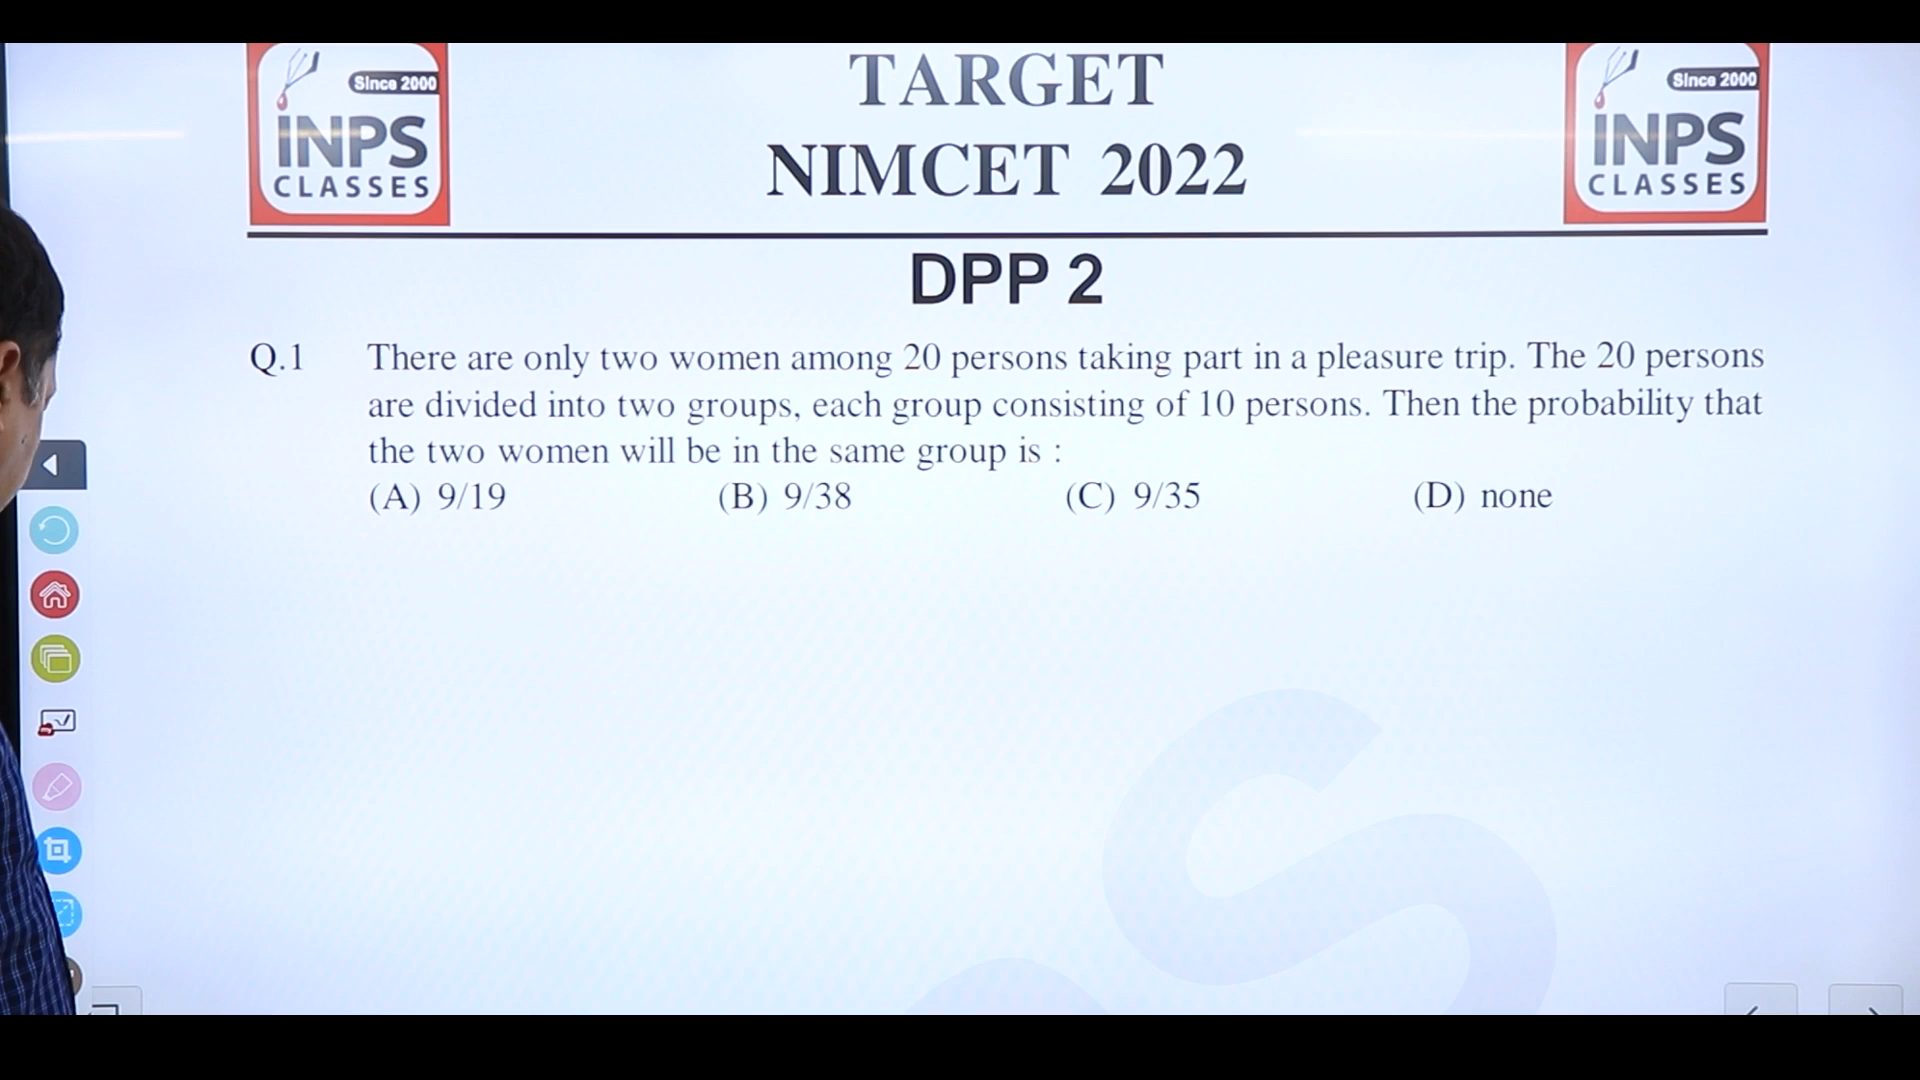 Since 2000
INPS
CLASSES
TARGET
NIMCET 2022
Since 2000
INPS
CLASSES
DPP 2
Q.1 There are only two women among 20 persons taking part in a pleasure trip. The 20 persons
are divided into two groups, each group consisting of 10 persons. Then the probability that
the two women will be in the same group is :
(A) 9/19 (B) 9/38 (C) 9/35 (D) none